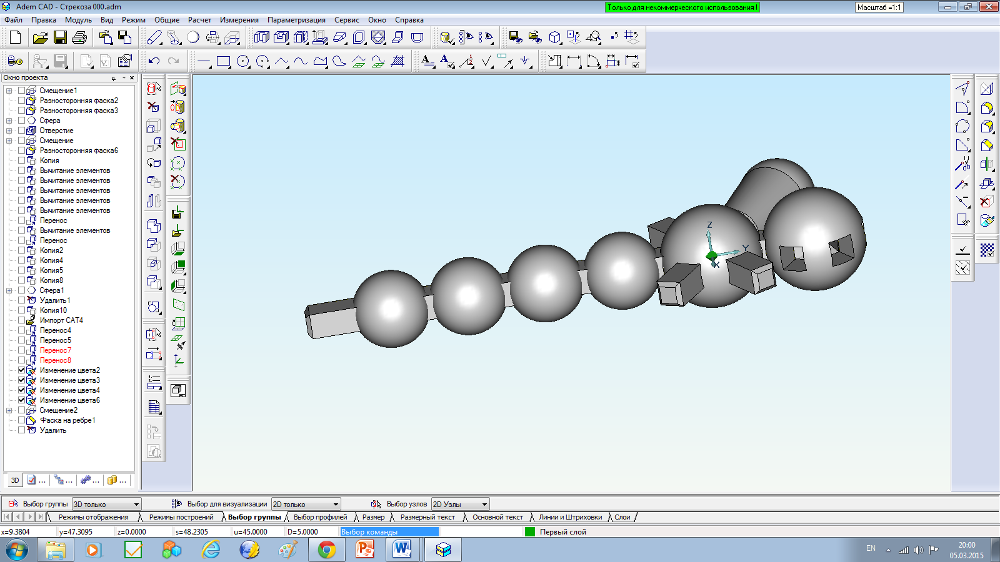 Adem CAD - Стрекоза 000.adm
Только для некоммерческого использования !
Масштаб =1:1
Файл Правка Модуль Вид Режим Общие Расчет Измерения Параметризация Сервис Окно Справка
Окно проекта
Смещение1
Разносторонняя фаска2
Разносторонняя фаска3
Сфера
Отверстие
Смещение
Разносторонняя фаска6
Копия
Вычитание элементов
Вычитание элементов
Вычитание элементов
Вычитание элементов
Вычитание элементов
Перенос
Вычитание элементов
Перенос
Копия2
Копия4
Копия5
Копия8
Сфера1
Удалить1
Копия10
Импорт CAT4
Перенос4
Перенос5
Перенос7
Перенос8
Изменение цвета2
Изменение цвета3
Изменение цвета4
Изменение цвета6
Смещение2
Фаска на ребре1
Удалить
Z
Y
X
3D ... ... ... ...
Выбор группы 3D только Выбор для визуализации 2D только Выбор узлов 2D Узлы
Режимы отображения Режимы построений Выбор группы Выбор профилей Размер Размерный текст Основной текст Линии и Штриховки Слои
x=9.3804 y=47.3095 z=0.0000 s=48.2305 u=45.0000 D=5.0000 Выбор команды Первый слой
EN
20:00
05.03.2015